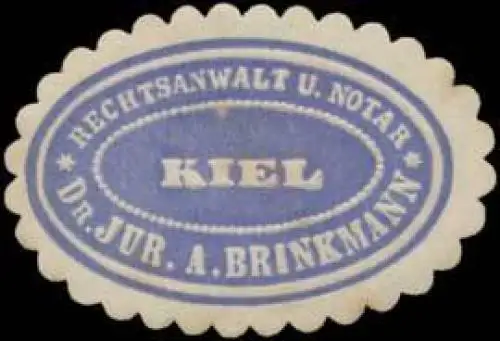 RECHTSANWALT U. NOTAR
KIEL
* DR. JUR. A. BRINKMANN *